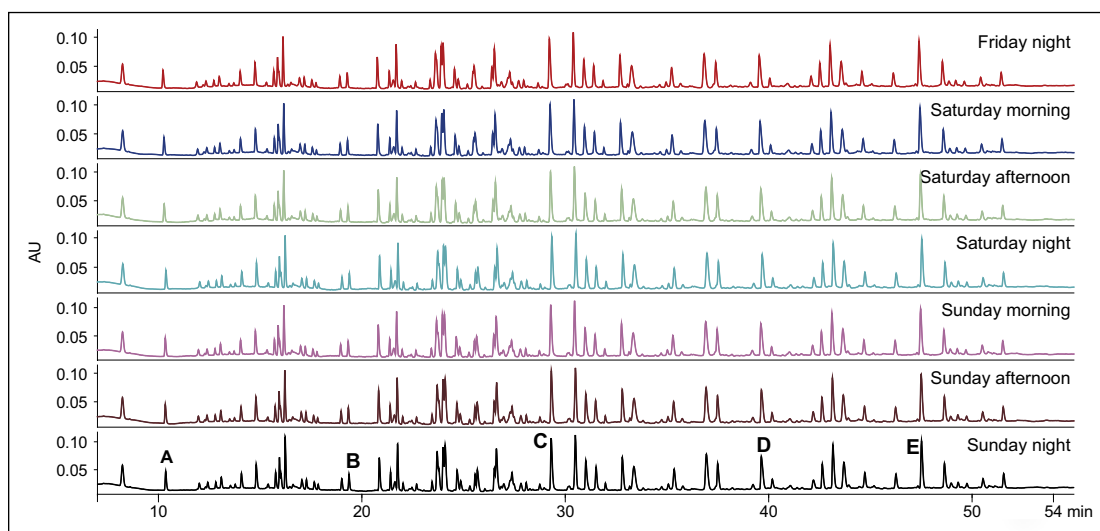 0.10
0.05
Friday night
0.10
0.05
Saturday morning
0.10
0.05
Saturday afternoon
AU
0.10
0.05
Saturday night
0.10
0.05
Sunday morning
0.10
0.05
Sunday afternoon
0.10
0.05
A
B
C
D
E
Sunday night
10 20 30 40 50 54 min